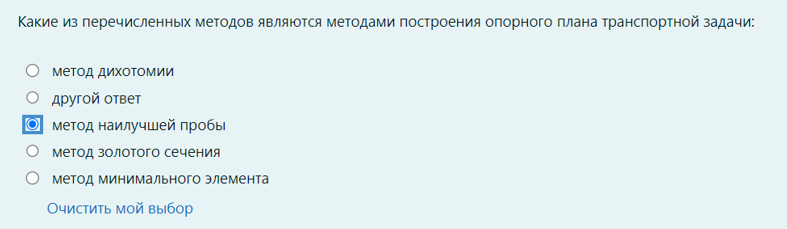 Какие из перечисленных методов являются методами построения опорного плана транспортной задачи:
метод дихотомии
другой ответ
метод наилучшей пробы
метод золотого сечения
метод минимального элемента
Очистить мой выбор